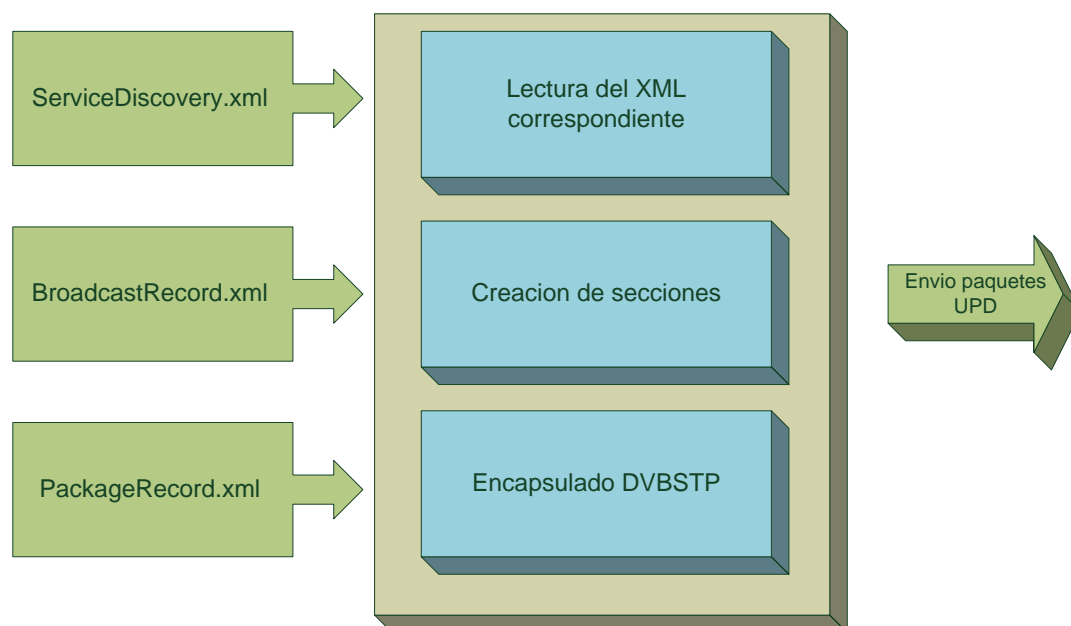 ServiceDiscovery.xml
Lectura del XML
correspondiente
BroadcastRecord.xml
Creacion de secciones
Envio paquetes
UPD
PackageRecord.xml
Encapsulado DVBSTP